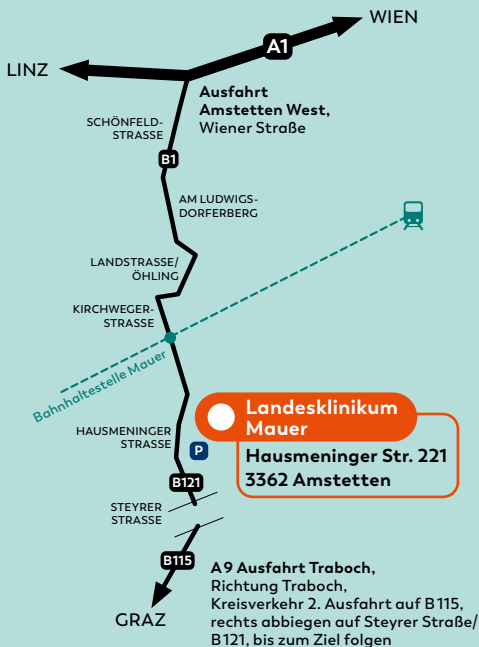 WIEN
A1
LINZ
Ausfahrt
Amstetten West,
Wiener Straße
SCHÖNFELD-
STRASSE
B1
AM LUDWIGS-
DORFERBERG
LANDSTRASSE/
ÖHLING
KIRCHWEGER-
STRASSE
Bahnhaltestelle Mauer
Landesklinikum
Mauer
HAUSMENINGER
STRASSE
P
Hausmeninger Str. 221
3362 Amstetten
B121
STEYRER
STRASSE
B115
GRAZ
A9 Ausfahrt Traboch,
Richtung Traboch,
Kreisverkehr 2. Ausfahrt auf B115,
rechts abbiegen auf Steyrer Straße/
B121, bis zum Ziel folgen